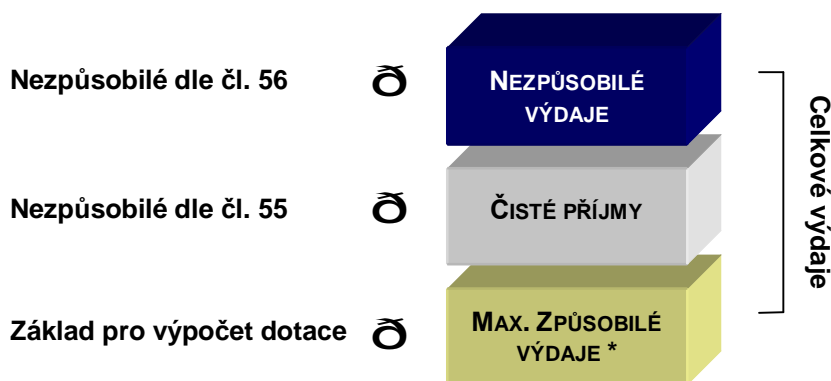 Nezpůsobilé dle čl. 56 ð NEZPŮSOBILÉ
VÝDAJE
Nezpůsobilé dle čl. 55 ð ČISTÉ PŘÍJMY
Základ pro výpočet dotace ð MAX. ZPŮSOBILÉ
VÝDAJE *
Celkové výdaje